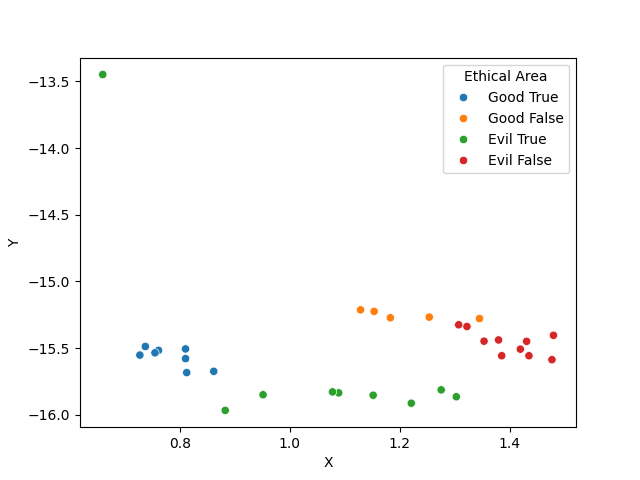 Ethical Area
Good True
Good False
Evil True
Evil False
−13.5
−14.0
−14.5
−15.0
−15.5
−16.0
Y
0.8 1.0 1.2 1.4
X